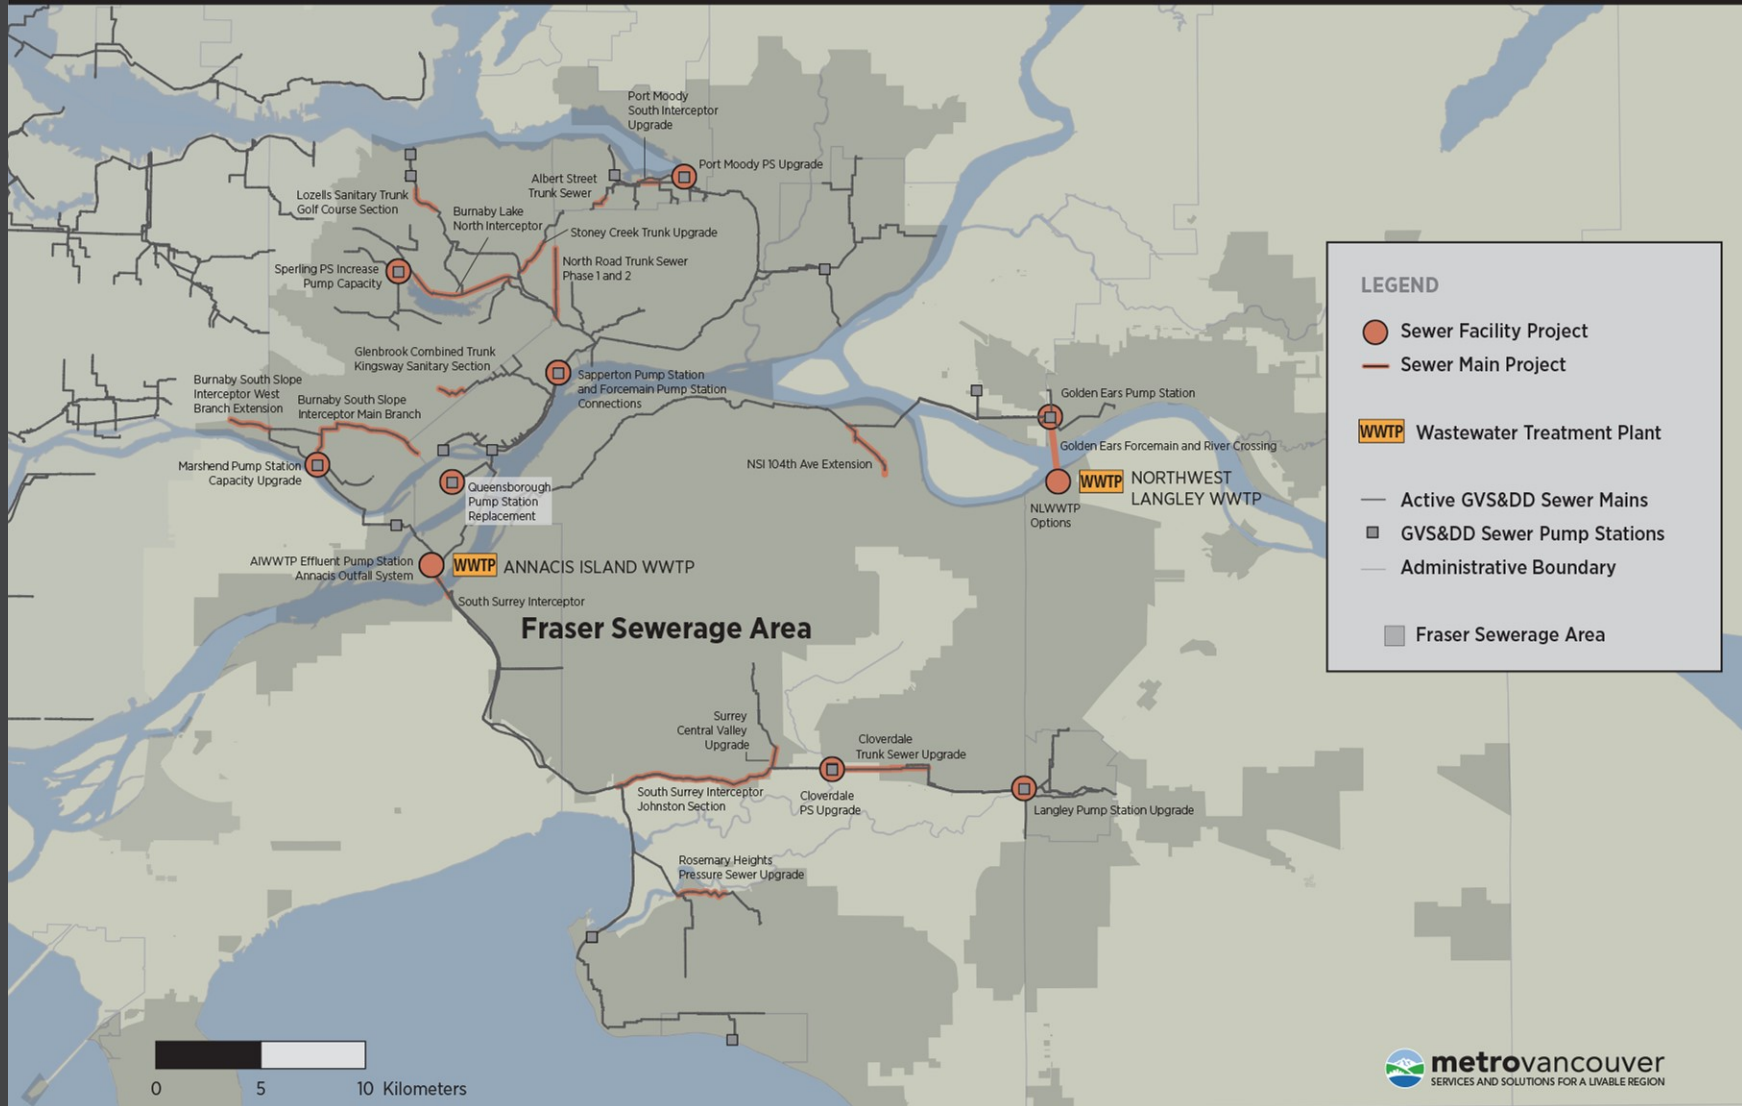 Port Moody
South Interceptor
Upgrade
Port Moody PS Upgrade
Albert Street
Trunk Sewer
Lozells Sanitary Trunk
Golf Course Section
Burnaby Lake
North Interceptor
Stoney Creek Trunk Upgrade
North Road Trunk Sewer
Phase 1 and 2
Sperling PS Increase
Pump Capacity
Glenbrook Combined Trunk
Kingsway Sanitary Section
Sapperton Pump Station
and Forcemain Pump Station
Connections
Burnaby South Slope
Interceptor West
Branch Extension
Burnaby South Slope
Interceptor Main Branch
Golden Ears Pump Station
Golden Ears Forcemain and River Crossing
Marshend Pump Station
Capacity Upgrade
NSI 104th Ave Extension
Queensborough
Pump Station
Replacement
WWTP
NORTHWEST
LANGLEY WWTP
NLWWTP
Options
AIWWTP Effluent Pump Station
Annacis Outfall System
WWTP
ANNACIS ISLAND WWTP
South Surrey Interceptor
Fraser Sewerage Area
Surrey
Central Valley
Upgrade
Cloverdale
Trunk Sewer Upgrade
South Surrey Interceptor
Johnston Section
Cloverdale
PS Upgrade
Langley Pump Station Upgrade
Rosemary Heights
Pressure Sewer Upgrade
LEGEND
Sewer Facility Project
Sewer Main Project
WWTP Wastewater Treatment Plant
Active GVS&DD Sewer Mains
GVS&DD Sewer Pump Stations
Administrative Boundary
Fraser Sewerage Area
0 5 10 Kilometers
metrovancouver
SERVICES AND SOLUTIONS FOR A LIVABLE REGION